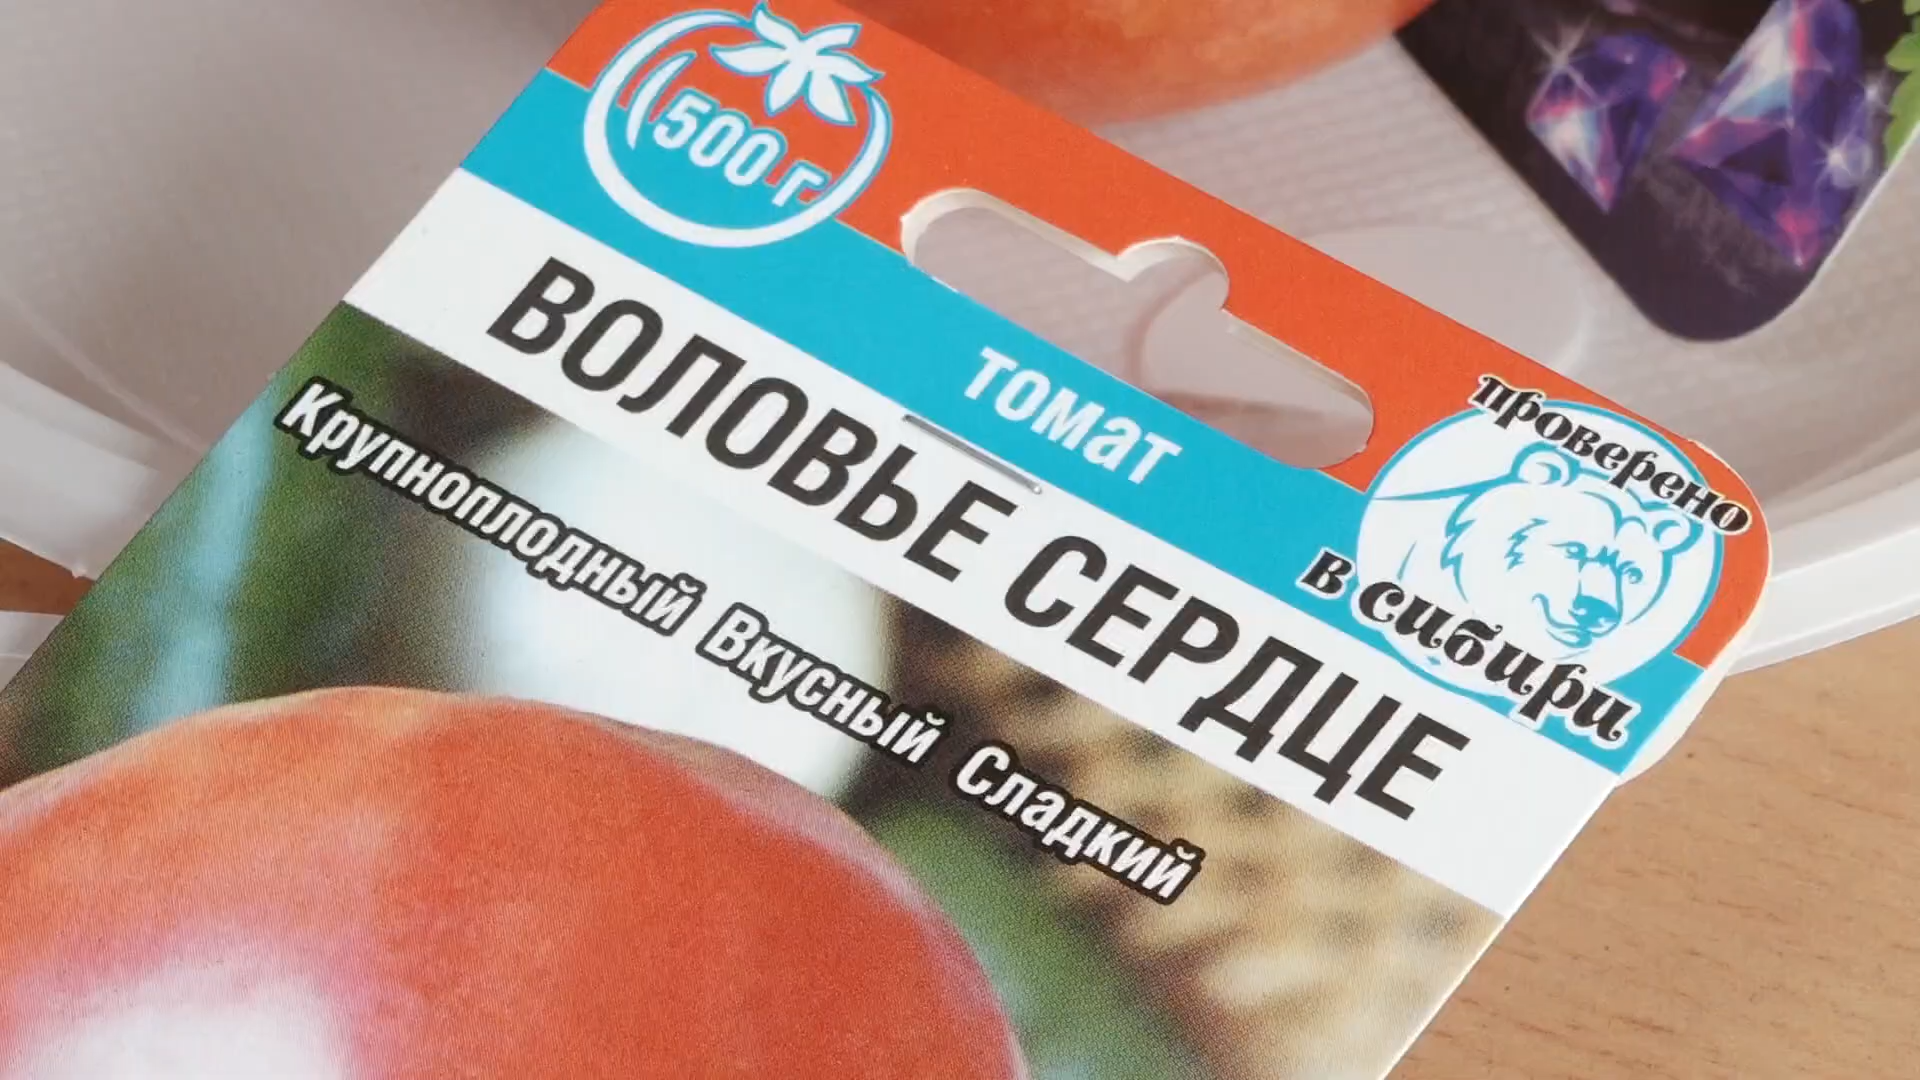 500 г
томат
ВОЛОВЬЕ СЕРДЦЕ
проверено
в сибири
Крупноплодный Вкусный Сладкий